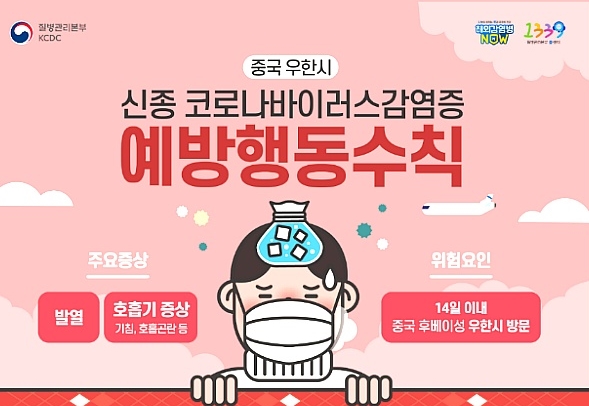 질병관리본부
KCDC
해외감염병
NOW
1339
중국 우한시
신종 코로나바이러스감염증
예방행동수칙
주요증상
위험요인
발열
호흡기 증상
기침, 호흡곤란 등
14일 이내
중국 후베이성 우한시 방문